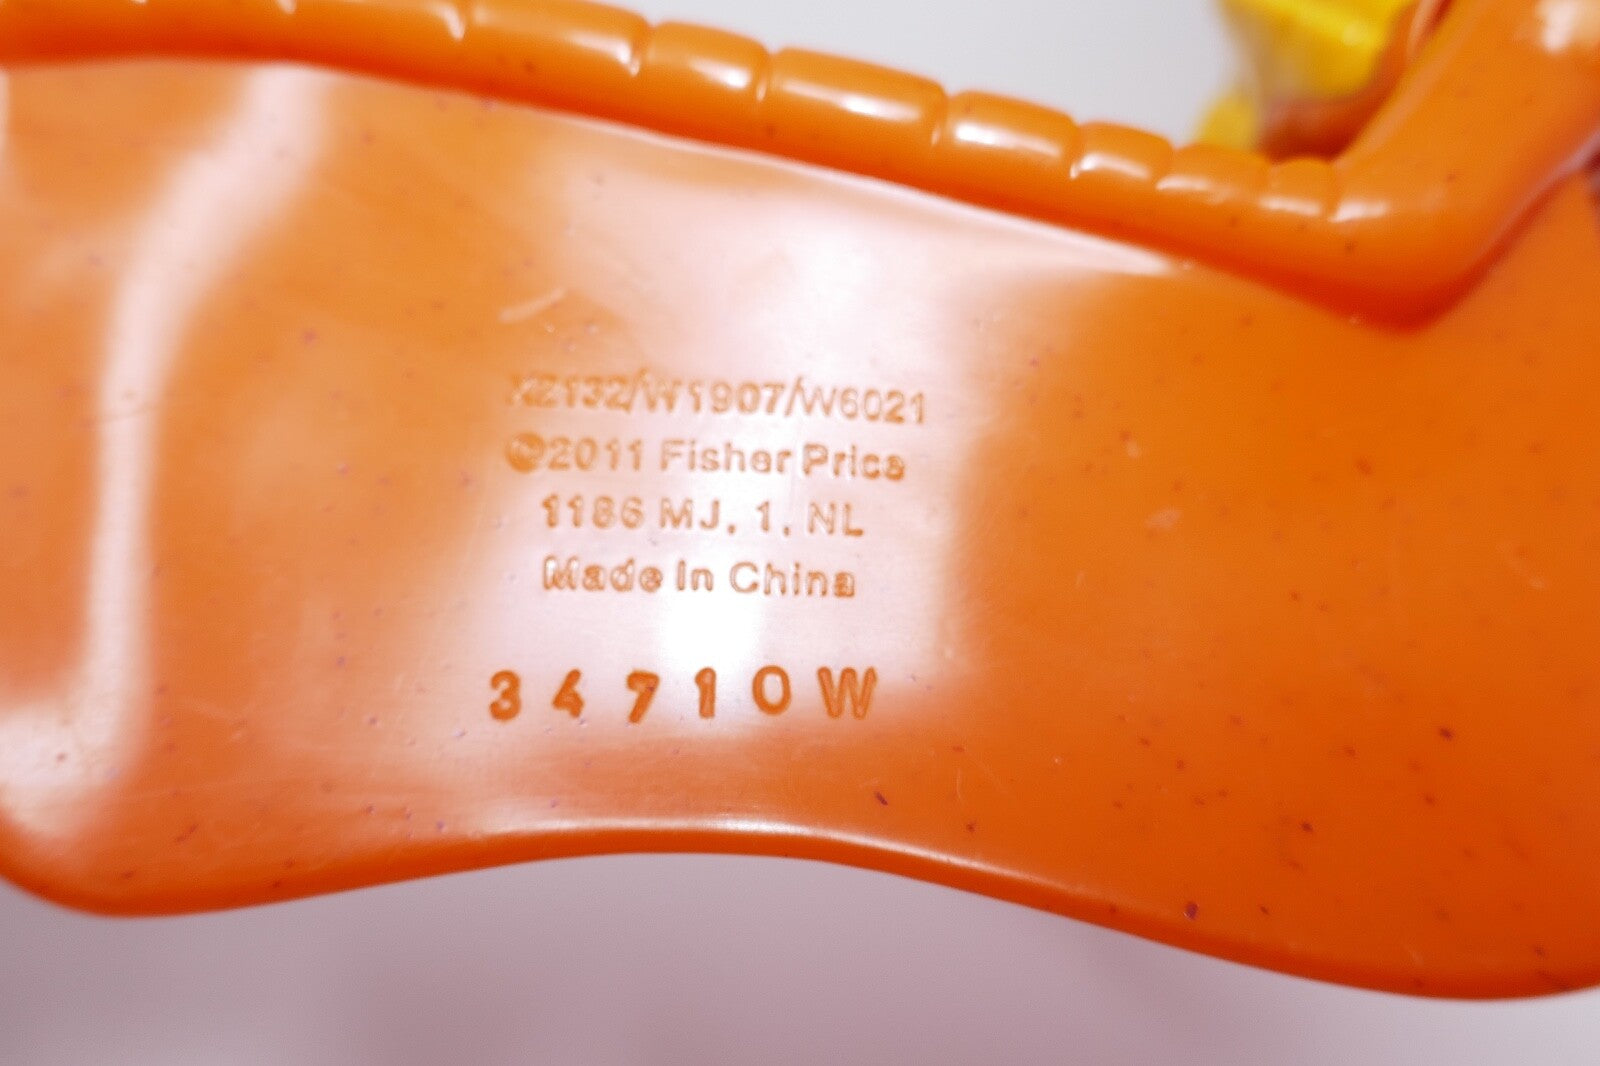 X2132/W1907/W6021
©2011 Fisher Price
1186 MJ, 1, NL
Made in China
34710W